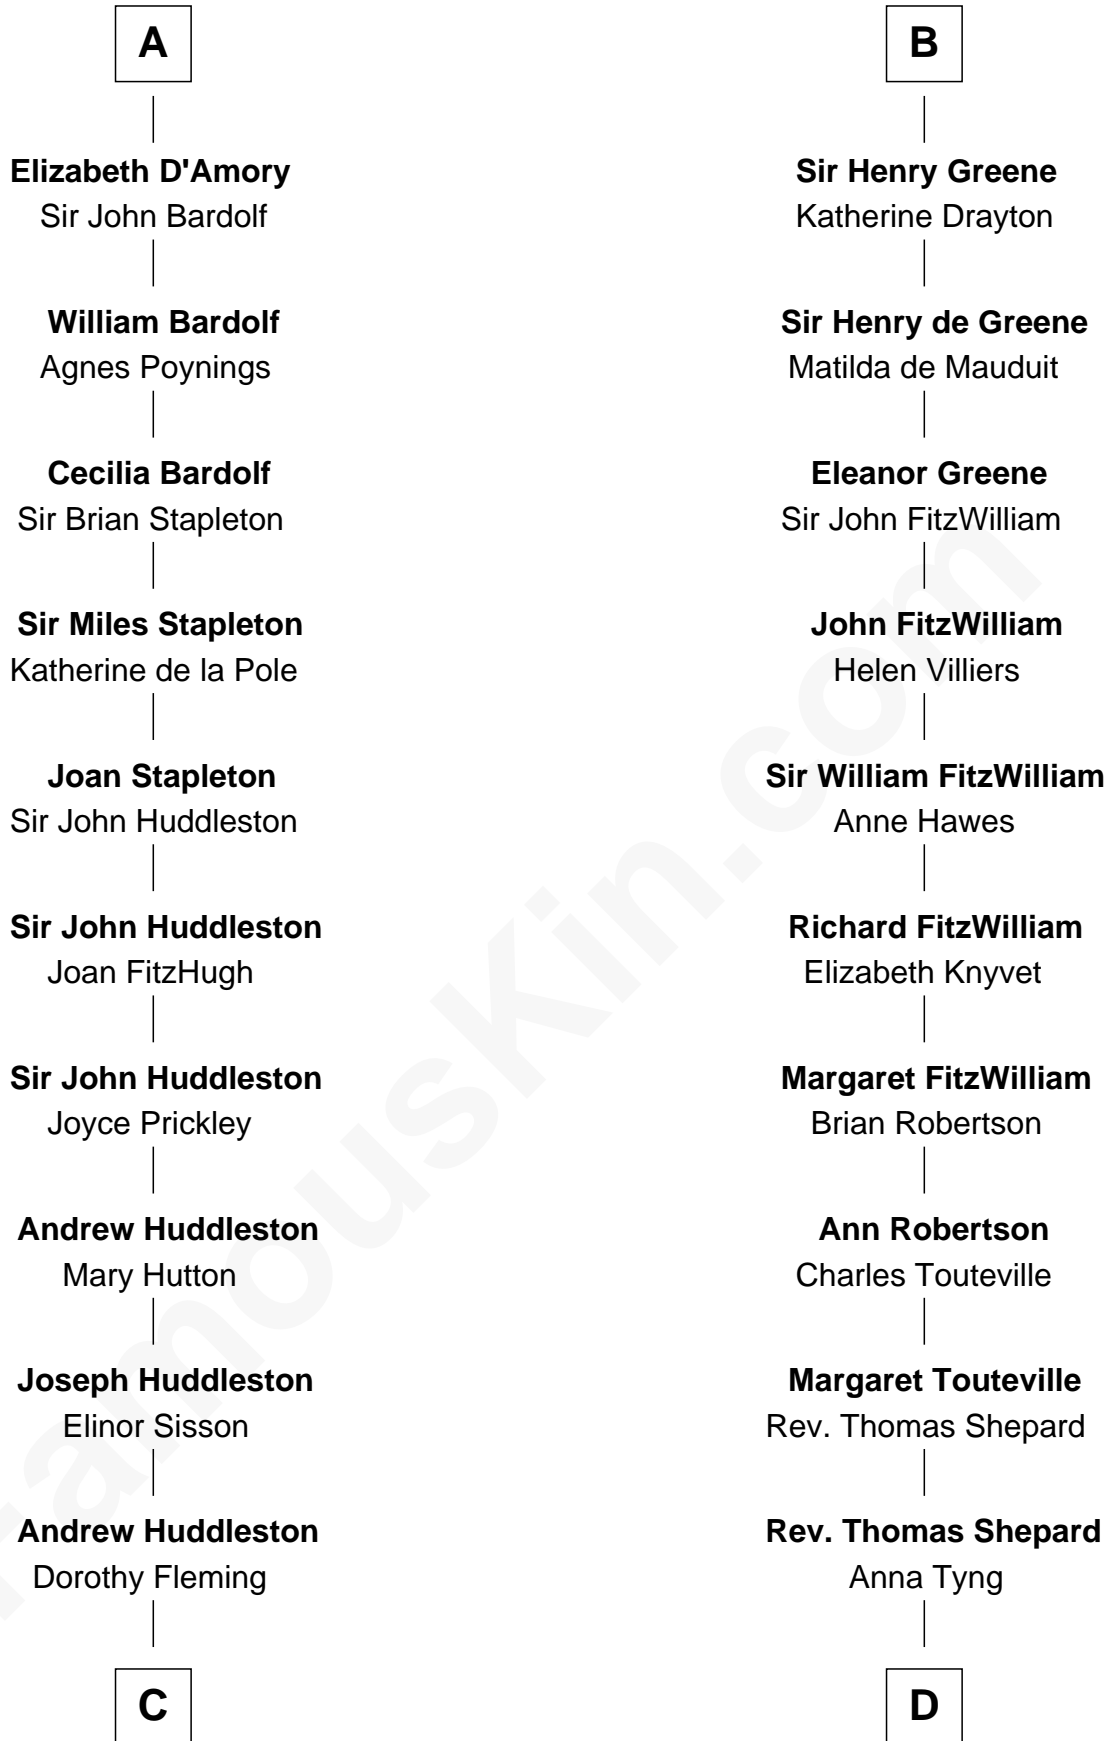 A
Elizabeth D'Amory
Sir John Bardolf
William Bardolf
Agnes Poynings
Cecilia Bardolf
Sir Brian Stapleton
Sir Miles Stapleton
Katherine de la Pole
Joan Stapleton
Sir John Huddleston
Sir John Huddleston
Joan FitzHugh
Sir John Huddleston
Joyce Prickley
Andrew Huddleston
Mary Hutton
Joseph Huddleston
Elinor Sisson
Andrew Huddleston
Dorothy Fleming
C
B
Sir Henry Greene
Katherine Drayton
Sir Henry de Greene
Matilda de Mauduit
Eleanor Greene
Sir John FitzWilliam
John FitzWilliam
Helen Villiers
Sir William FitzWilliam
Anne Hawes
Richard FitzWilliam
Elizabeth Knyvet
Margaret FitzWilliam
Brian Robertson
Ann Robertson
Charles Touteville
Margaret Touteville
Rev. Thomas Shepard
Rev. Thomas Shepard
Anna Tyng
D
FamousKin.com